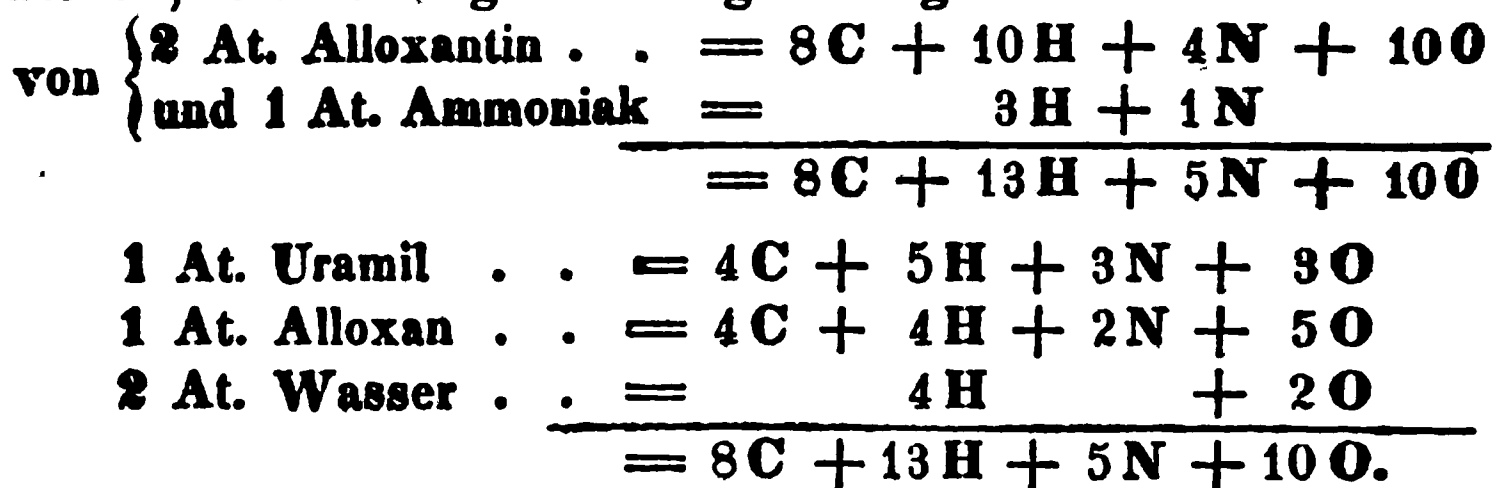 von {2 At. Alloxantin . . = 8C + 10H + 4N + 10O
und 1 At. Ammoniak = 3H + 1N
= 8C + 13H + 5N + 10O
1 At. Uramil . . = 4C + 5H + 3N + 3O
1 At. Alloxan . . = 4C + 4H + 2N + 5O
2 At. Wasser . . = 4H + 2O
= 8C + 13H + 5N + 10O.